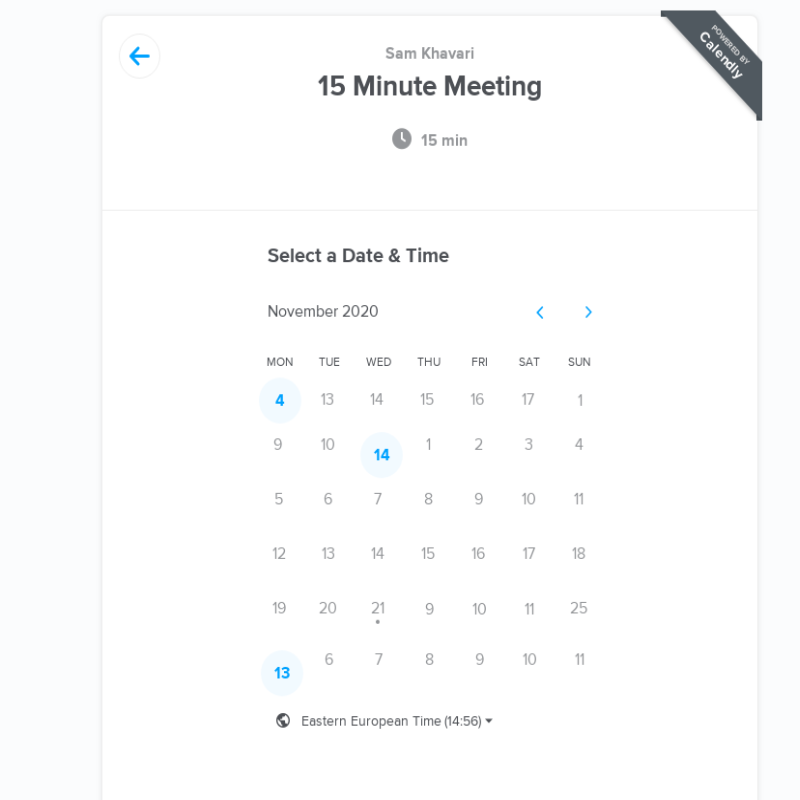 POWERED BY
Calendly
Sam Khavari
15 Minute Meeting
15 min
Select a Date & Time
November 2020
MON TUE WED THU FRI SAT SUN
4 13 14 15 16 17 1
9 10 14 1 2 3 4
5 6 7 8 9 10 11
12 13 14 15 16 17 18
19 20 21 9 10 11 25
13 6 7 8 9 10 11
Eastern European Time (14:56)